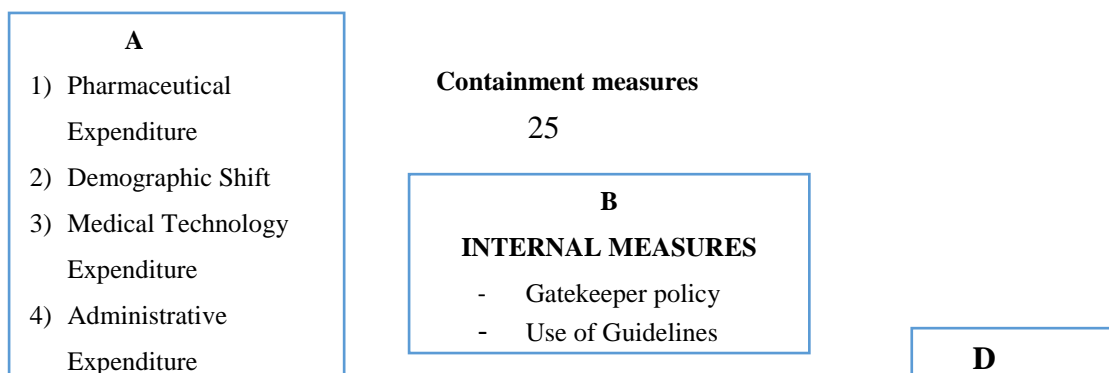 A
1) Pharmaceutical
Expenditure
2) Demographic Shift
3) Medical Technology
Expenditure
4) Administrative
Expenditure
Containment measures
25
B
INTERNAL MEASURES
- Gatekeeper policy
- Use of Guidelines
D